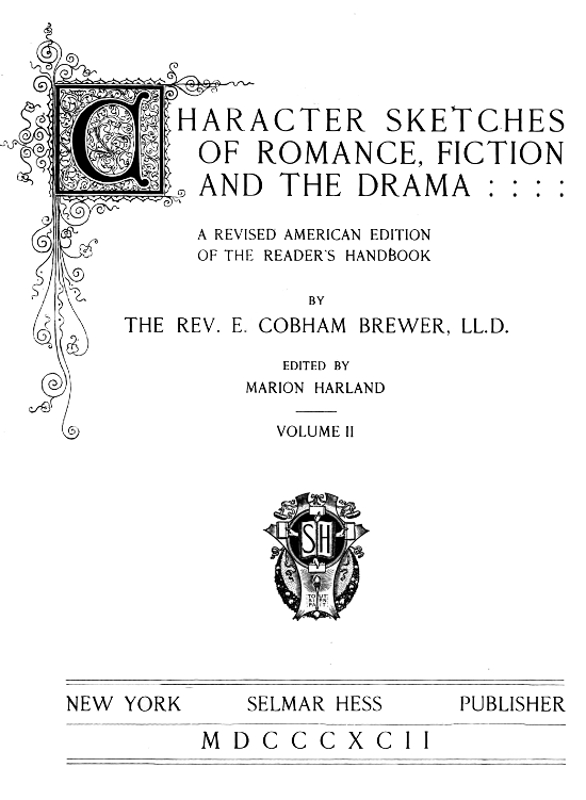 CHARACTER SKETCHES
OF ROMANCE, FICTION
AND THE DRAMA : : : :
A REVISED AMERICAN EDITION
OF THE READER'S HANDBOOK
BY
THE REV. E. COBHAM BREWER, LL.D.
EDITED BY
MARION HARLAND
VOLUME II
SH
NEW YORK SELMAR HESS PUBLISHER
MDCCCXCII